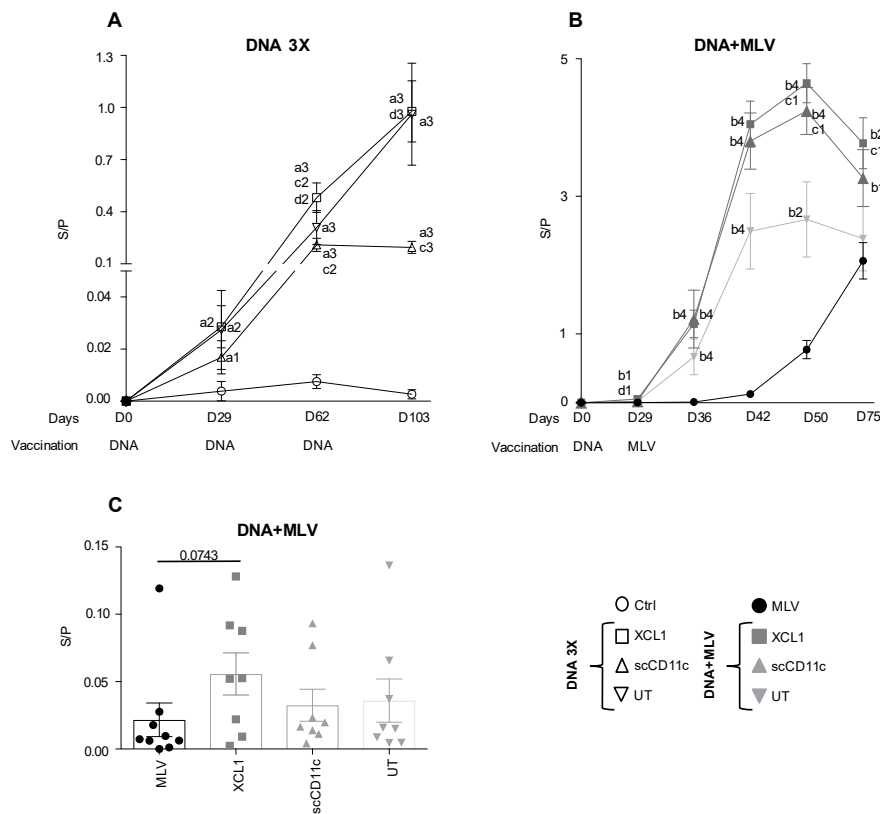 A
DNA 3X
1.3
1.0
0.7
0.4
0.1
0.04
0.02
0.00
S/P
a2
a2
a1
a3
c2
d2
a3
a3
c2
a3
d3
a3
a3
c3
Days D0 D29 D62 D103
Vaccination DNA DNA DNA
B
DNA+MLV
5
3
1
0
S/P
b1
d1
b4
b4
b4
b4
b4
b4
b4
c1
b4
c1
b2
b2
c1
b1
Days D0 D29 D36 D42 D50 D75
Vaccination DNA MLV
C
DNA+MLV
0.15
0.10
0.05
0.00
S/P
0.0743
MLV
XCL1
scCD11c
UT
DNA 3X
Ctrl
XCL1
scCD11c
UT
DNA+MLV
MLV
XCL1
scCD11c
UT